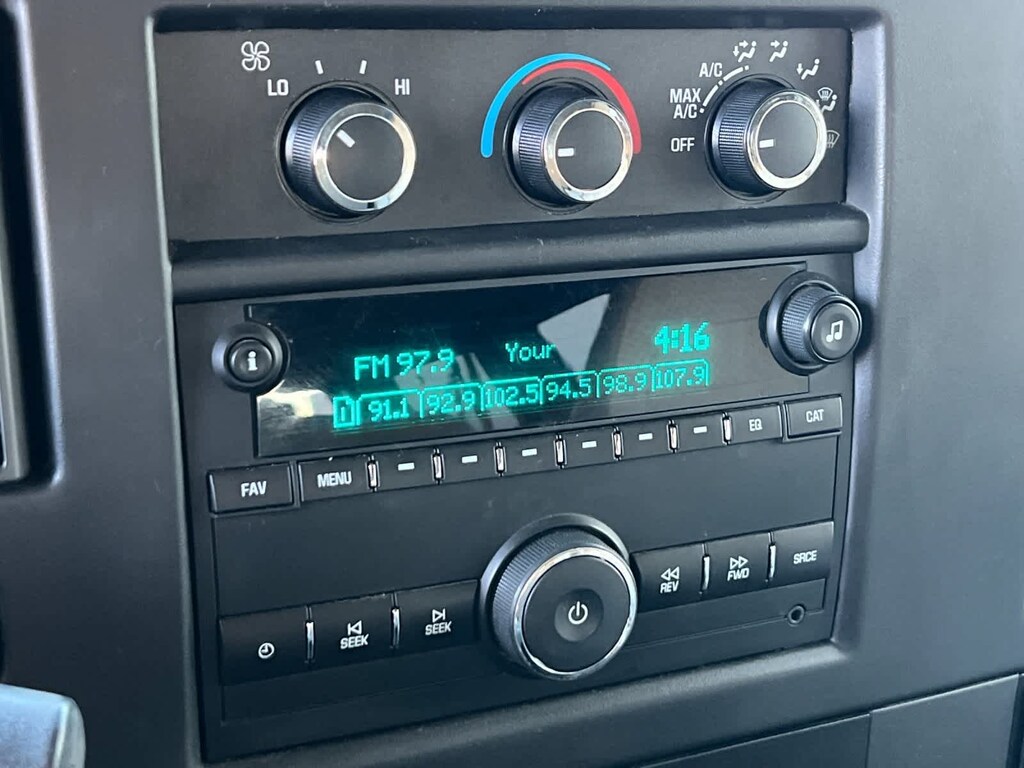 LO HI
A/C
MAX
A/C
OFF
FM 97.9 Your 4:16
1 91.1 92.9 102.5 94.5 98.9 107.9
i
FAV MENU EQ CAT
SEEK SEEK REV FWD SRCE